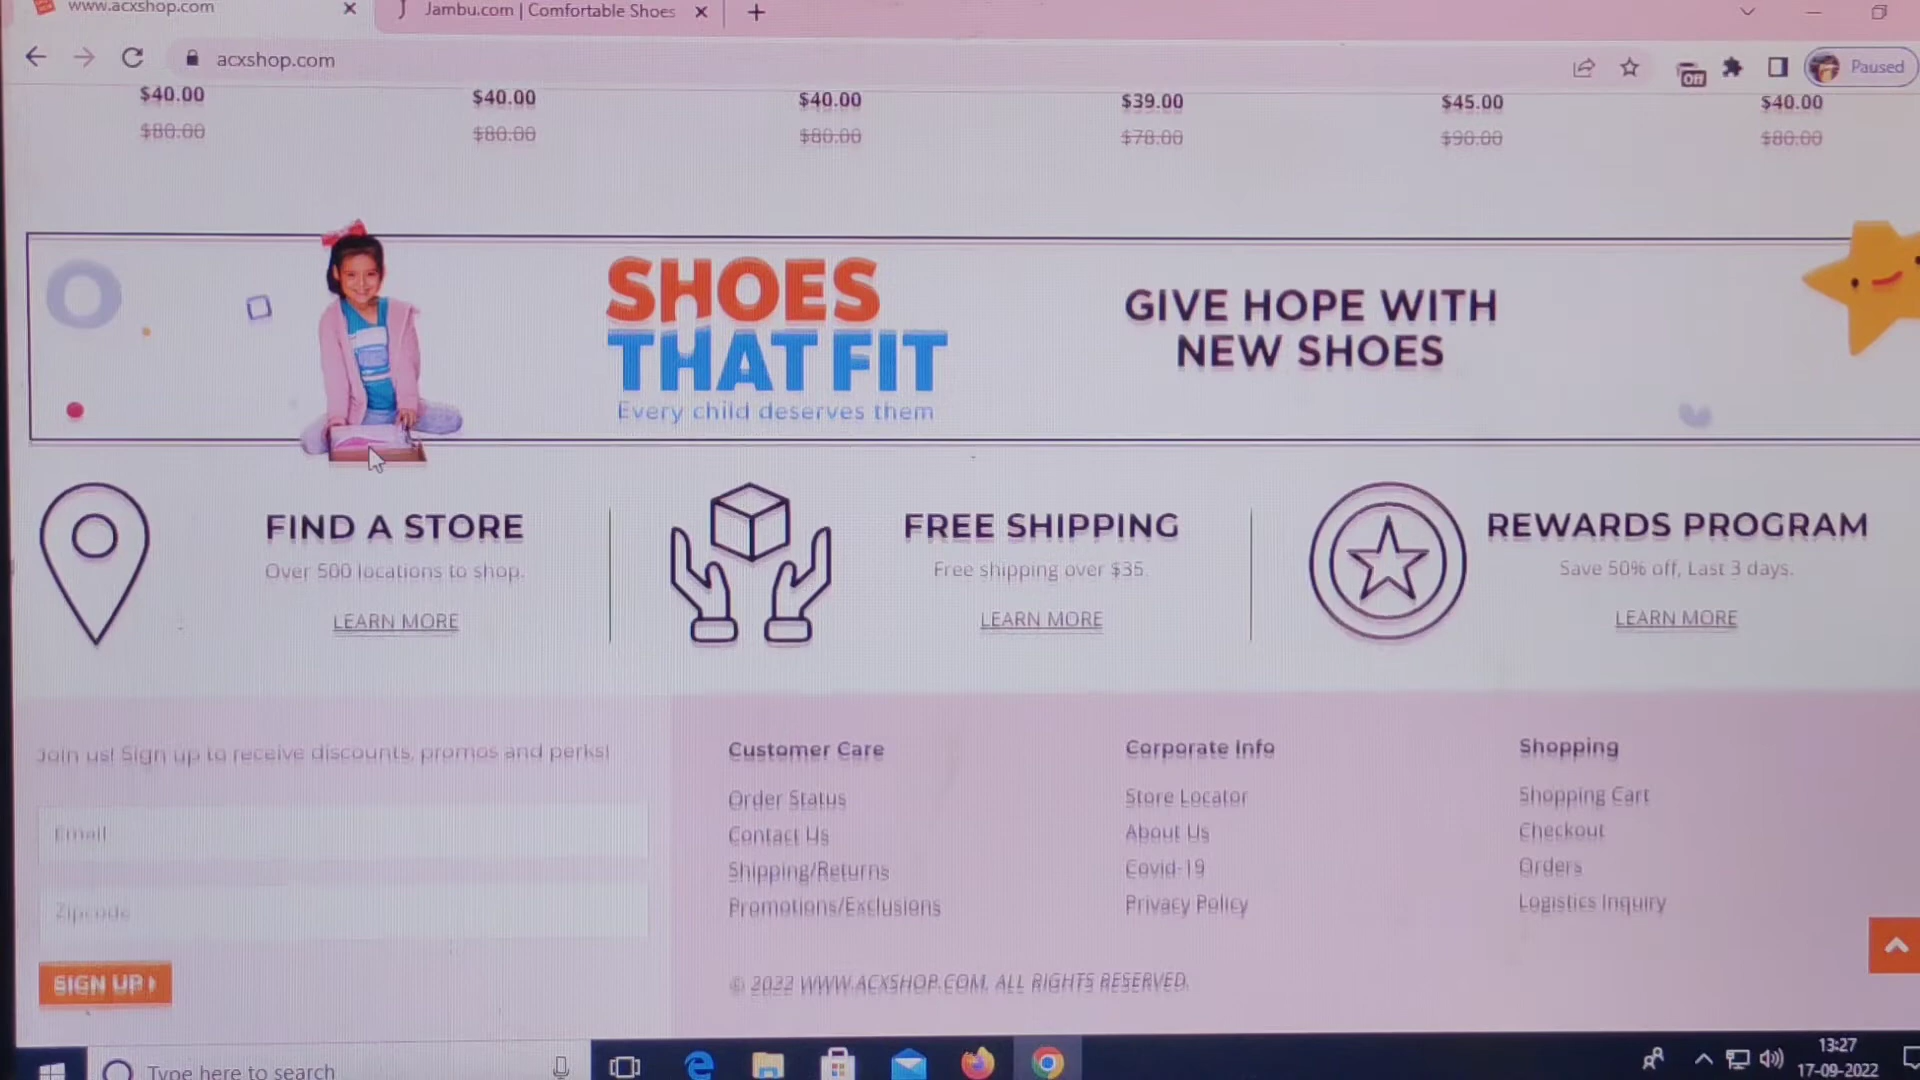 www.acxshop.com
Jambu.com | Comfortable Shoes
acxshop.com
Off
Paused
$40.00 $40.00 $40.00 $39.00 $45.00 $40.00
$80.00 $80.00 $80.00 $78.00 $90.00 $80.00
SHOES
THAT FIT
Every child deserves them
GIVE HOPE WITH
NEW SHOES
FIND A STORE
Over 500 locations to shop.
LEARN MORE
FREE SHIPPING
Free shipping over $35.
LEARN MORE
REWARDS PROGRAM
Save 50% off, Last 3 days.
LEARN MORE
Join us! Sign up to receive discounts, promos and perks!
Email
Zipcode
SIGN UP
Customer Care
Order Status
Contact Us
Shipping/Returns
Promotions/Exclusions
Corporate Info
Store Locator
About Us
Covid-19
Privacy Policy
Shopping
Shopping Cart
Checkout
Orders
Logistics Inquiry
© 2022 WWW.ACXSHOP.COM. ALL RIGHTS RESERVED.
Type here to search
13:27
17-09-2022